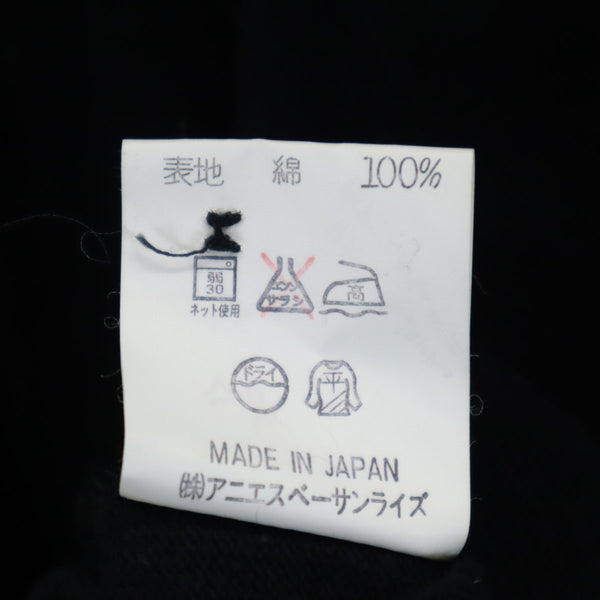 表地 綿 100%
弱
30
ネット使用
エンソ
サラシ
高
ドライ
平
MADE IN JAPAN
㈱アニエスベーサンライズ